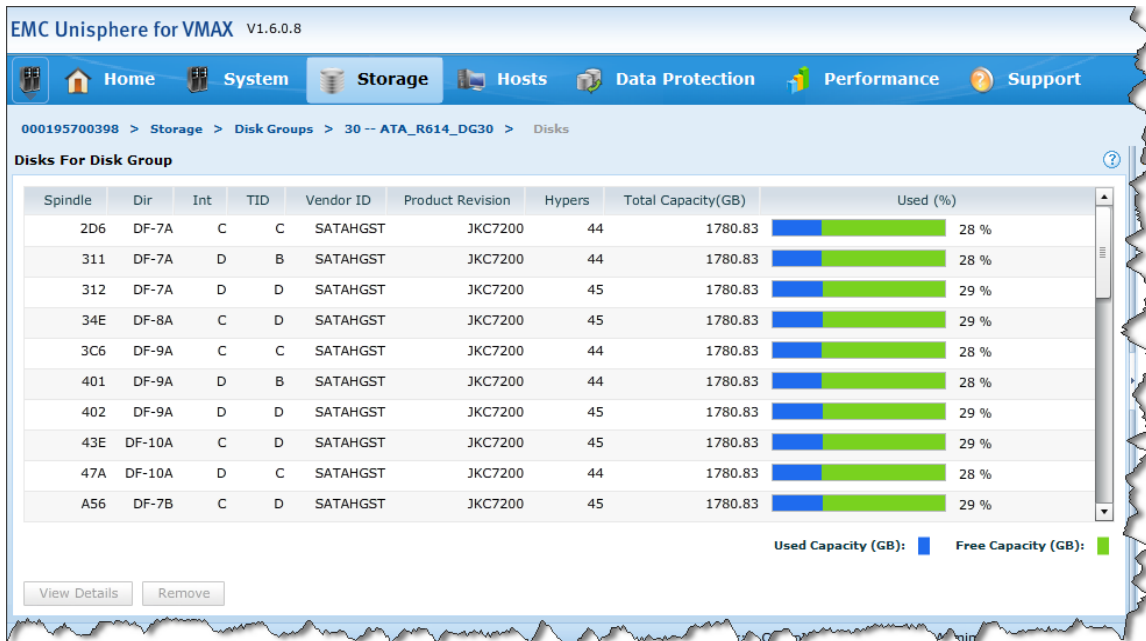 EMC Unisphere for VMAX V1.6.0.8
Home System Storage Hosts Data Protection Performance Support
000195700398 > Storage > Disk Groups > 30 -- ATA_R614_DG30 > Disks
Disks For Disk Group
Spindle Dir Int TID Vendor ID Product Revision Hypers Total Capacity(GB) Used (%)
2D6 DF-7A C C SATAHGST JKC7200 44 1780.83 28 %
311 DF-7A D B SATAHGST JKC7200 44 1780.83 28 %
312 DF-7A D D SATAHGST JKC7200 45 1780.83 29 %
34E DF-8A C D SATAHGST JKC7200 45 1780.83 29 %
3C6 DF-9A C C SATAHGST JKC7200 44 1780.83 28 %
401 DF-9A D B SATAHGST JKC7200 44 1780.83 28 %
402 DF-9A D D SATAHGST JKC7200 45 1780.83 29 %
43E DF-10A C D SATAHGST JKC7200 45 1780.83 29 %
47A DF-10A D C SATAHGST JKC7200 44 1780.83 28 %
A56 DF-7B C D SATAHGST JKC7200 45 1780.83 29 %
Used Capacity (GB): Free Capacity (GB):
View Details Remove